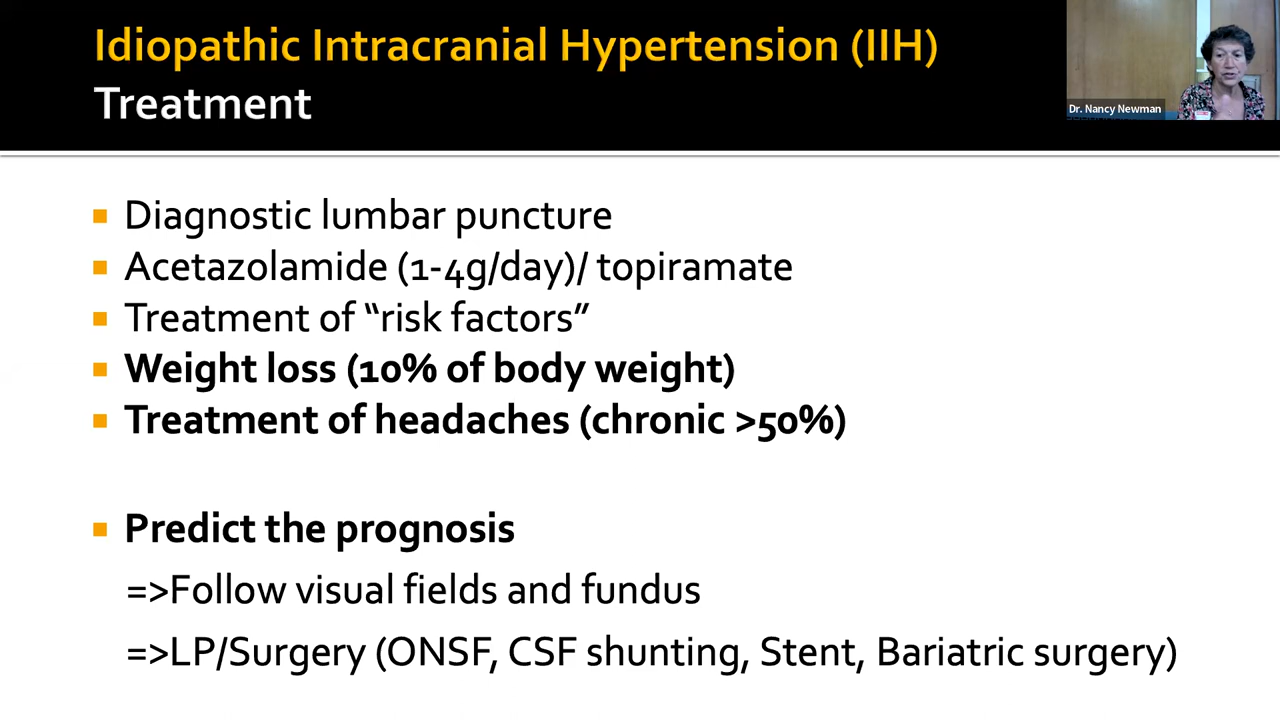 Idiopathic Intracranial Hypertension (IIH)
Treatment
Dr. Nancy Newman
Diagnostic lumbar puncture
Acetazolamide (1-4g/day)/ topiramate
Treatment of “risk factors”
Weight loss (10% of body weight)
Treatment of headaches (chronic >50%)
Predict the prognosis
=>Follow visual fields and fundus
=>LP/Surgery (ONSF, CSF shunting, Stent, Bariatric surgery)